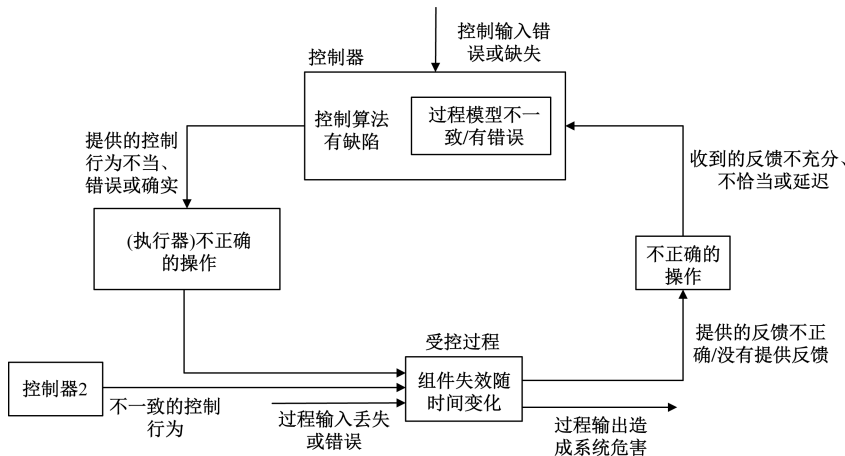 控制输入错
误或缺失
控制器
控制算法
有缺陷
过程模型不一
致/有错误
提供的控制
行为不当、
错误或确实
收到的反馈不充分、
不恰当或延迟
(执行器)不正确
的操作
不正确的
操作
受控过程
提供的反馈不正
确/没有提供反馈
控制器2
组件失效随
时间变化
不一致的控制
行为
过程输入丢失
或错误
过程输出造
成系统危害